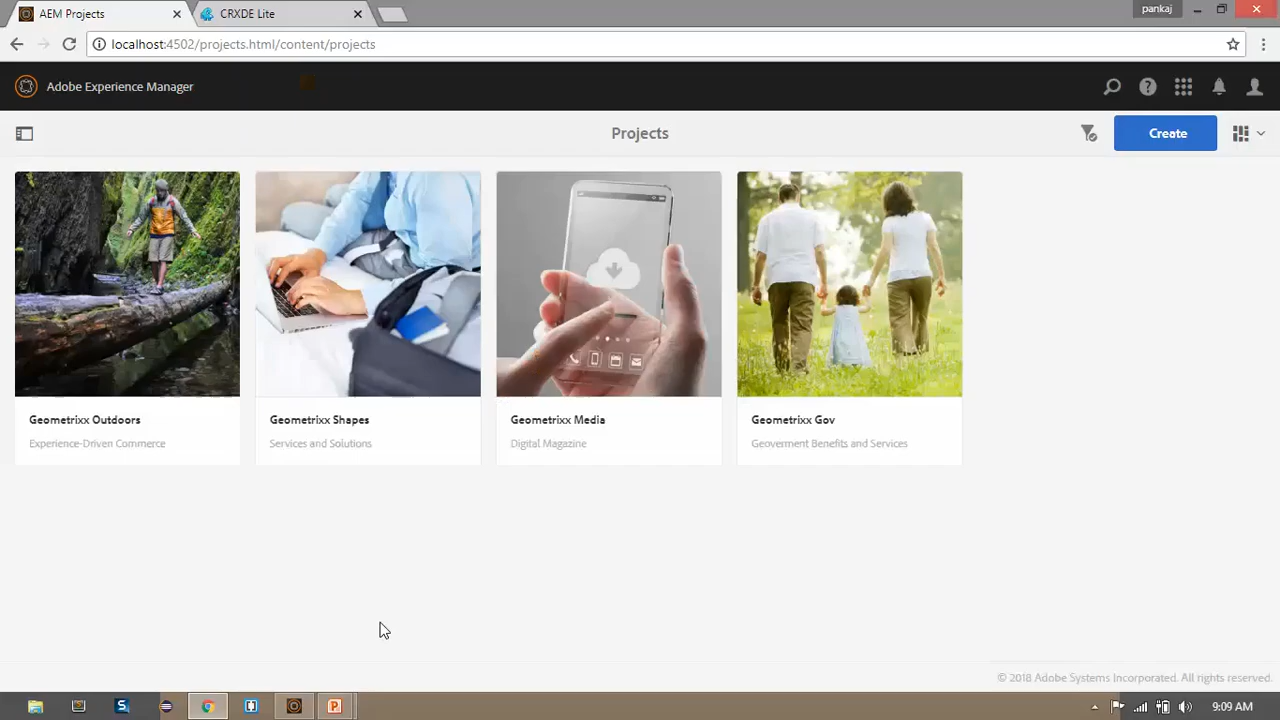 AEM Projects
CRXDE Lite
pankaj
localhost:4502/projects.html/content/projects
Adobe Experience Manager
Projects
Create
Geometrixx Outdoors
Experience-Driven Commerce
Geometrixx Shapes
Services and Solutions
Geometrixx Media
Digital Magazine
Geometrixx Gov
Geoverment Benefits and Services
© 2018 Adobe Systems Incorporated. All rights reserved.
9:09 AM